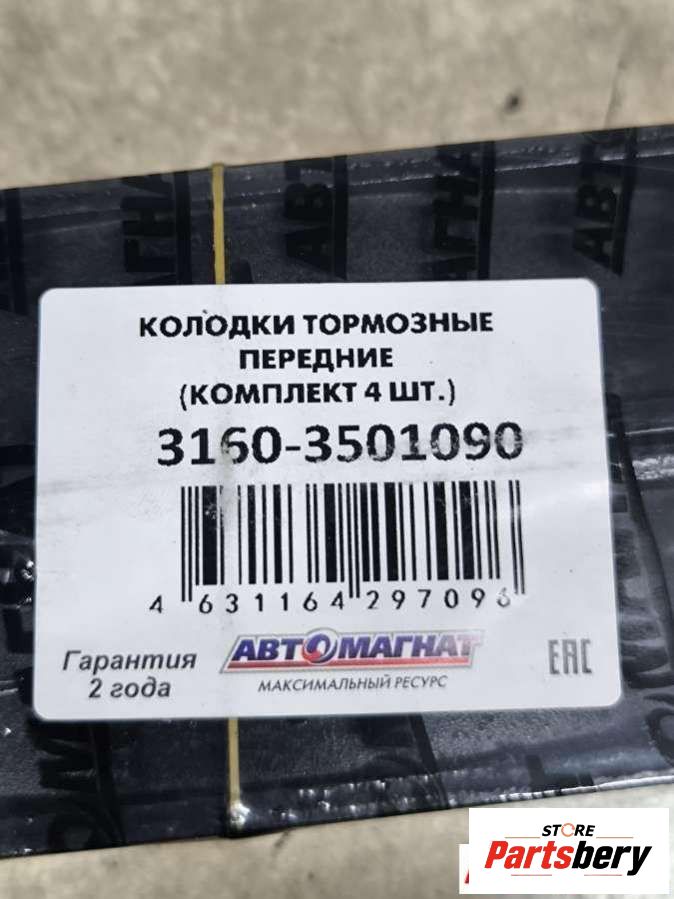 КОЛОДКИ ТОРМОЗНЫЕ
ПЕРЕДНИЕ
(КОМПЛЕКТ 4 ШТ.)
3160-3501090
4 631164 297096
Гарантия
2 года
АВТОМАГНАТ
МАКСИМАЛЬНЫЙ РЕСУРС
EAC
STORE
Partsbery